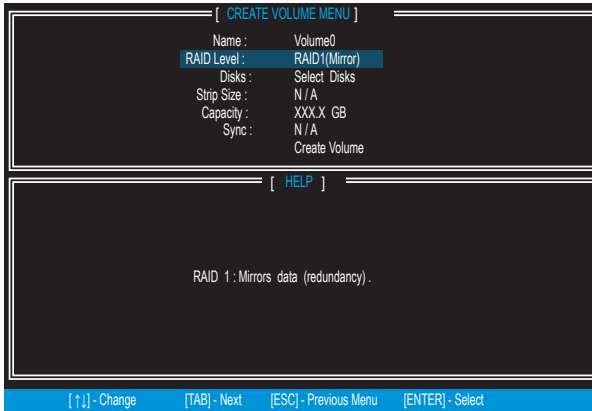 [ CREATE VOLUME MENU ]
Name : Volume0
RAID Level : RAID1(Mirror)
Disks : Select Disks
Strip Size : N / A
Capacity : XXX.X GB
Sync : N / A
Create Volume
[ HELP ]
RAID 1 : Mirrors data (redundancy) .
[ ↑↓] - Change [TAB] - Next [ESC] - Previous Menu [ENTER] - Select